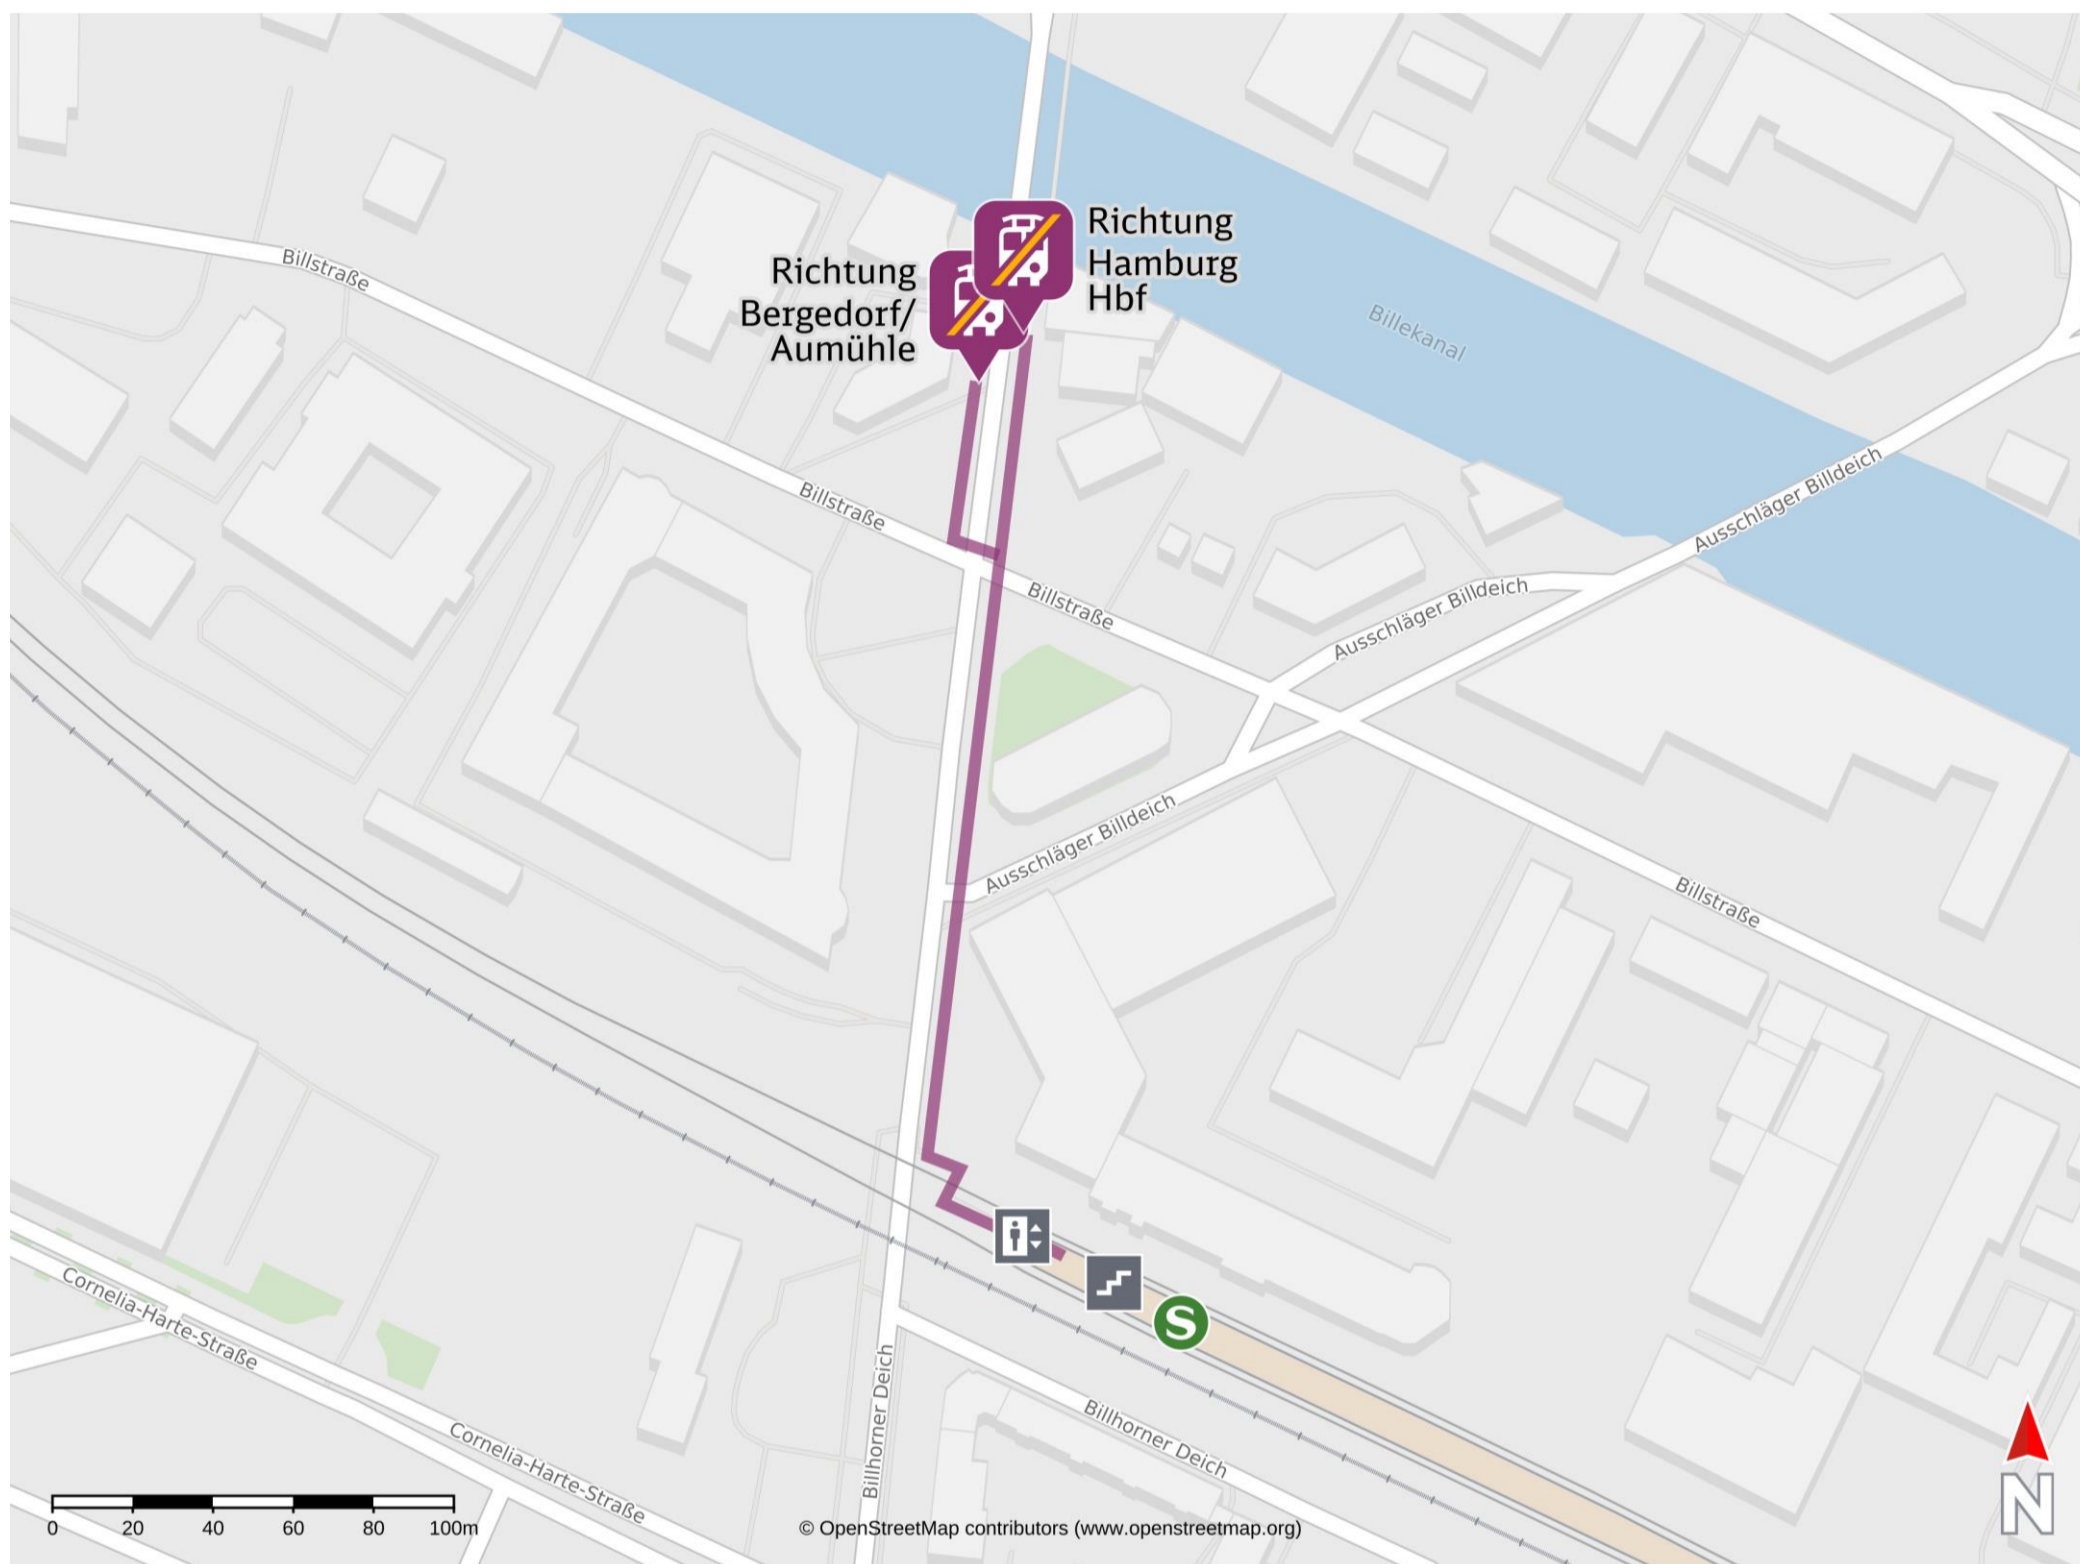 Richtung
Hamburg
Hbf
Richtung
Bergedorf/
Aumühle
Billstraße
Billekanal
Billstraße
Ausschläger Billdeich
Billstraße
Ausschläger Billdeich
Ausschläger Billdeich
Billstraße
S
Cornelia-Harte-Straße
Billhorner Deich
Billhorner Deich
Cornelia-Harte-Straße
N
0 20 40 60 80 100m
© OpenStreetMap contributors (www.openstreetmap.org)